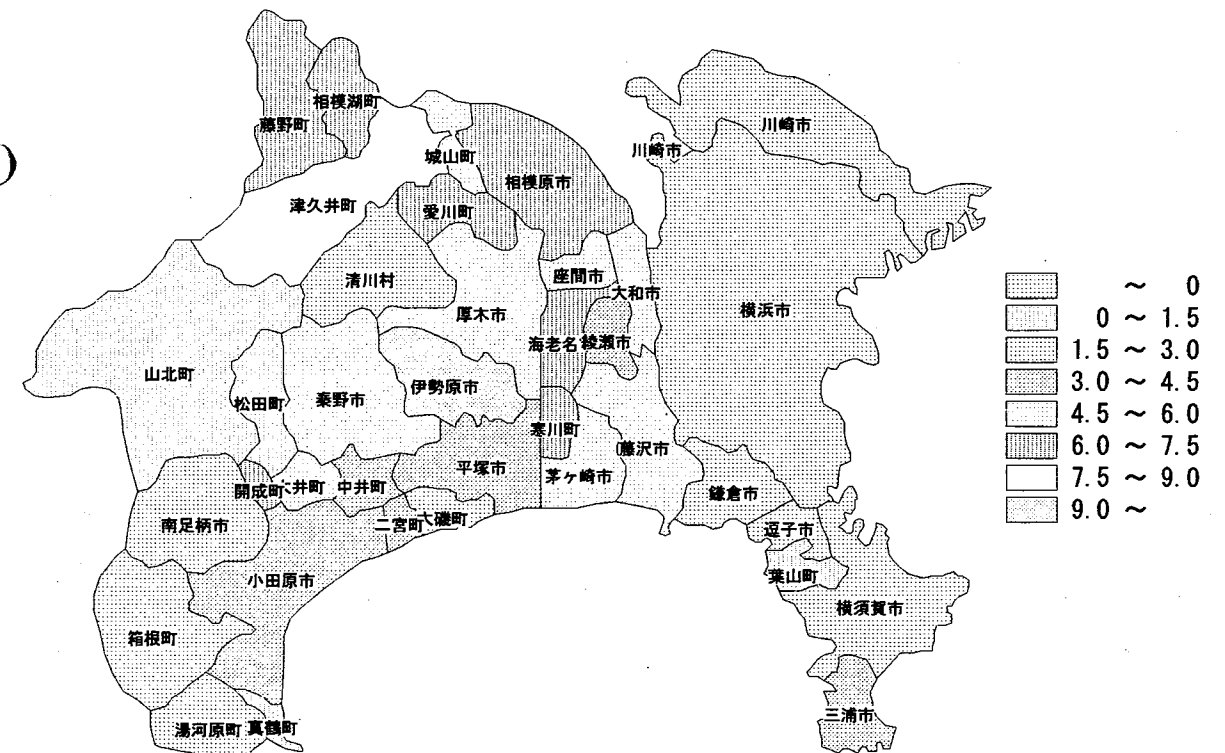 )
相模湖町
藤野町
川崎市
川崎市
城山町
相模原市
津久井町
愛川町
清川村
座間市
大和市
厚木市
横浜市
海老名
綾瀬市
山北町
伊勢原市
松田町
秦野市
寒川町
藤沢市
平塚市
茅ヶ崎市
開成町
大井町
中井町
鎌倉市
南足柄市
二宮町
大磯町
逗子市
小田原市
葉山町
横須賀市
箱根町
三浦市
湯河原町
真鶴町
～ 0
0 ～ 1.5
1.5 ～ 3.0
3.0 ～ 4.5
4.5 ～ 6.0
6.0 ～ 7.5
7.5 ～ 9.0
9.0 ～